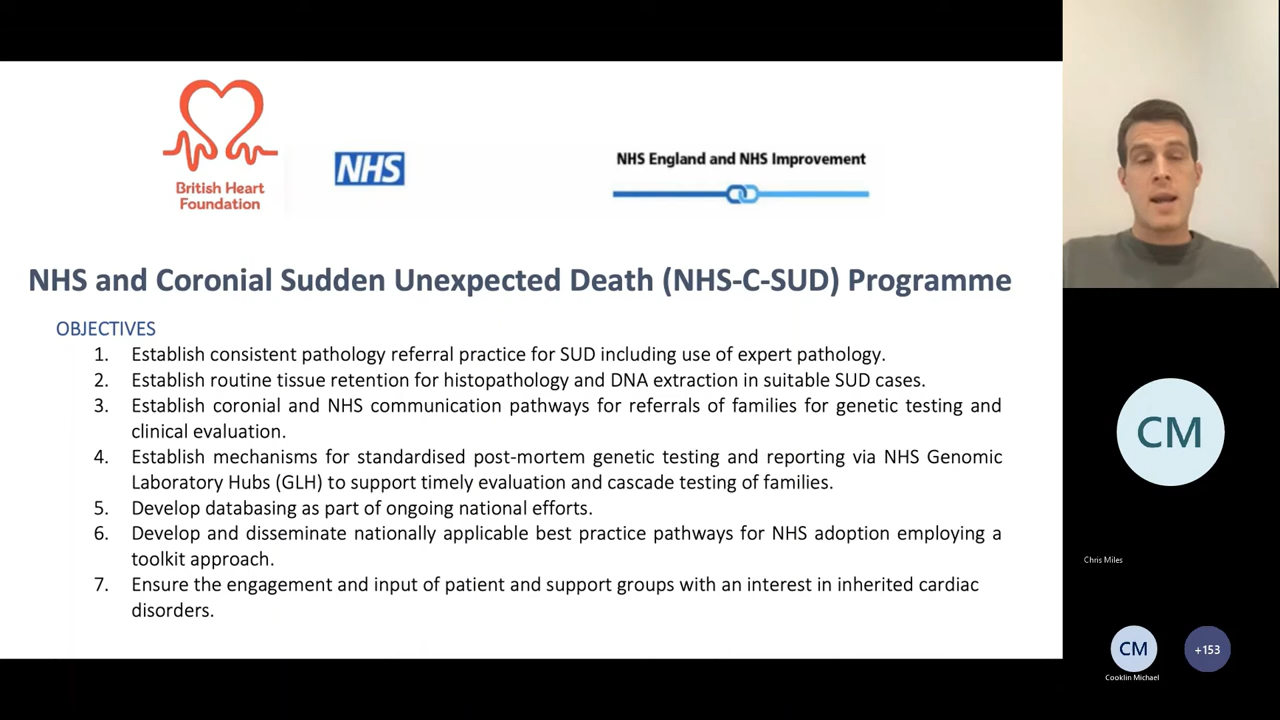 British Heart
Foundation
NHS
NHS England and NHS Improvement
NHS and Coronial Sudden Unexpected Death (NHS-C-SUD) Programme
OBJECTIVES
1. Establish consistent pathology referral practice for SUD including use of expert pathology.
2. Establish routine tissue retention for histopathology and DNA extraction in suitable SUD cases.
3. Establish coronial and NHS communication pathways for referrals of families for genetic testing and
clinical evaluation.
4. Establish mechanisms for standardised post-mortem genetic testing and reporting via NHS Genomic
Laboratory Hubs (GLH) to support timely evaluation and cascade testing of families.
5. Develop databasing as part of ongoing national efforts.
6. Develop and disseminate nationally applicable best practice pathways for NHS adoption employing a
toolkit approach.
7. Ensure the engagement and input of patient and support groups with an interest in inherited cardiac
disorders.
CM
Chris Miles
CM
+153
Cooklin Michael